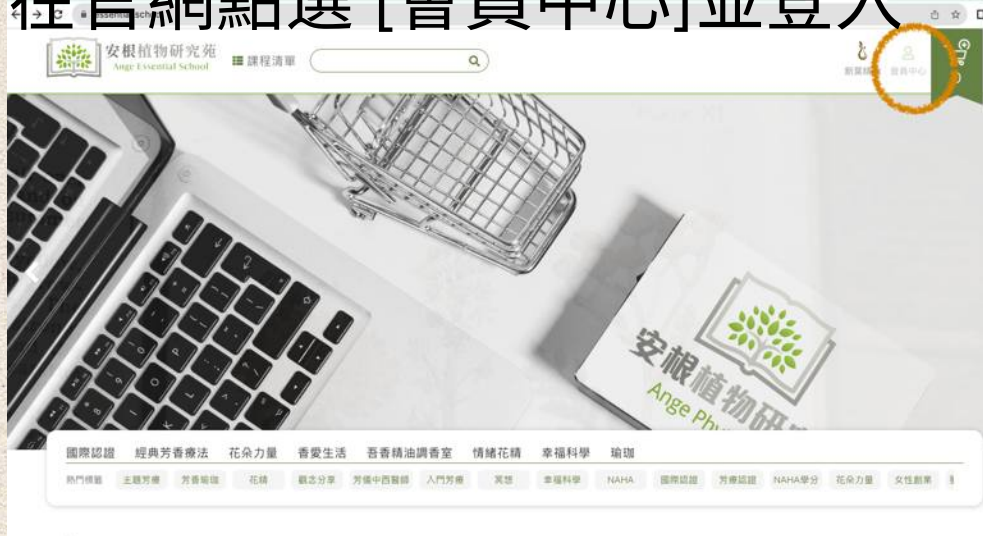 在官網點選 [會員中心]並登入
安根植物研究苑
Ange Essential School
課程清單
會員中心
安根植物研
Ange Phy
國際認證 經典芳香療法 花朵力量 香愛生活 吾香精油調香室 情緒花精 幸福科學 瑜珈
熱門標籤 主題芳療 芳香瑜珈 花精 觀念分享 芳儀中西醫師 入門芳療 冥想 幸福科學 NAHA 國際認證 芳療認證 NAHA學分 花朵力量 女性創業